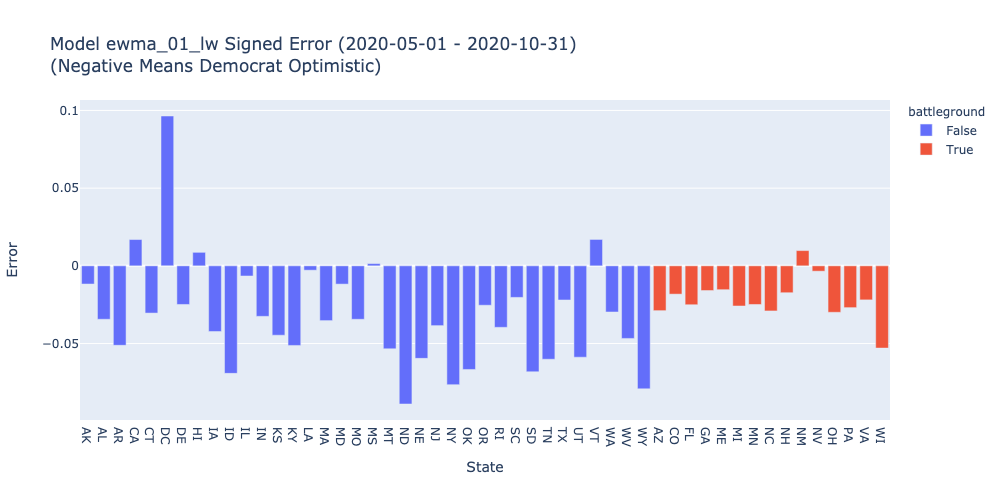 Model ewma_01_lw Signed Error (2020-05-01 - 2020-10-31)
(Negative Means Democrat Optimistic)
battleground
False
True
0.1
0.05
0
−0.05
Error
AK AL AR CA CT DC DE HI IA ID IL IN KS KY LA MA MD MO MS MT ND NE NJ NY OK OR RI SC SD TN TX UT VT WA WV WY AZ CO FL GA ME MI MN NC NH NM NV OH PA VA WI
State